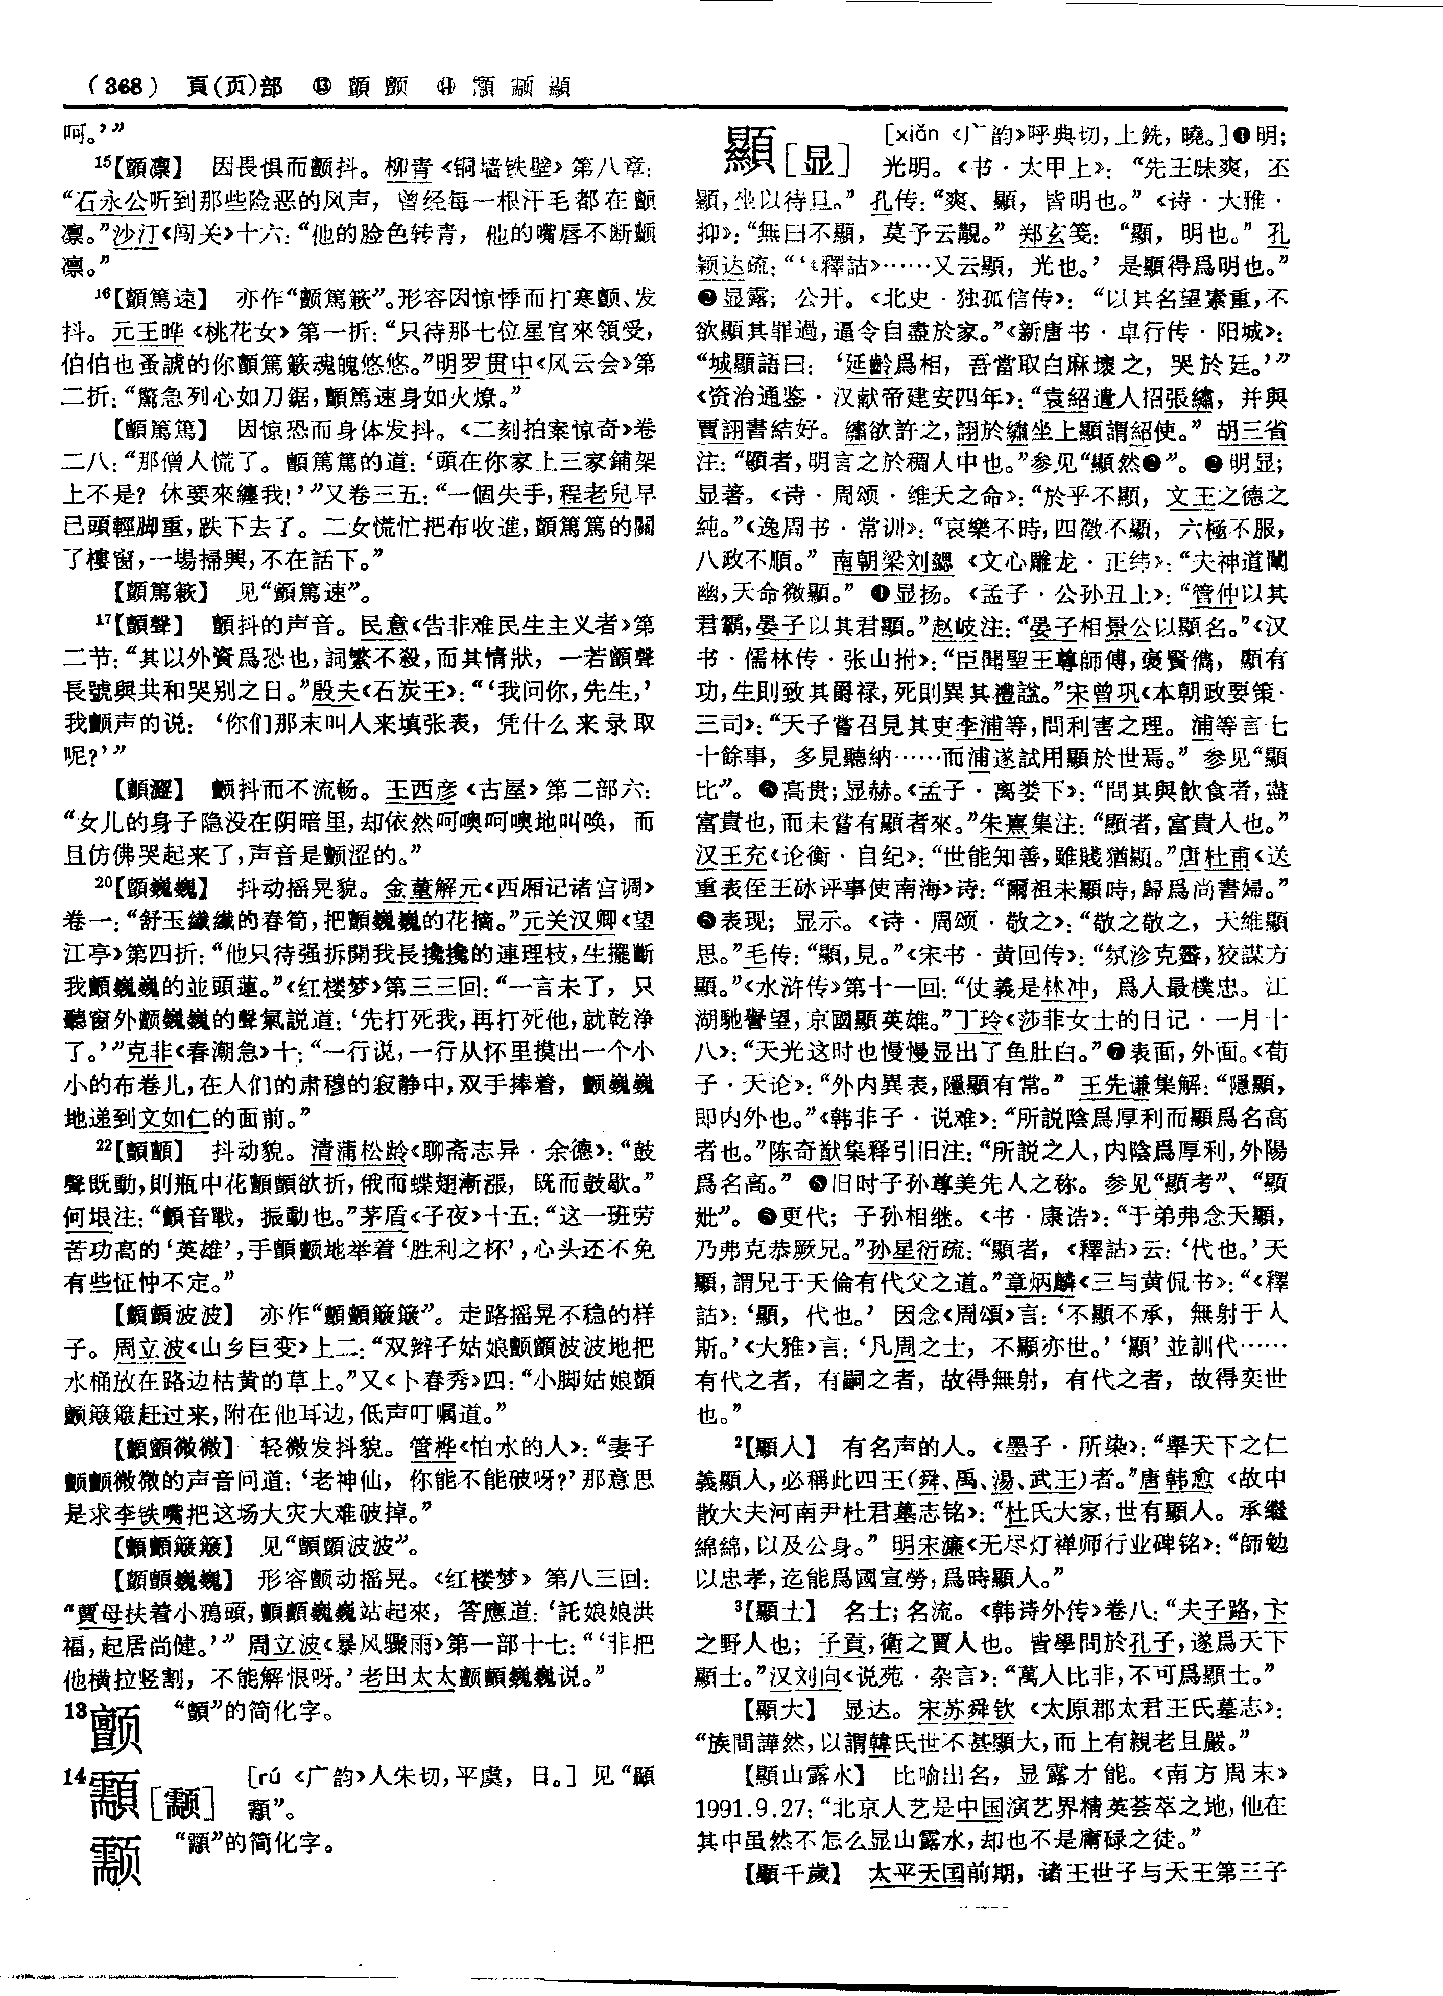 （368） 頁(页)部 ⑬ 顫 颤 ⑭ 顬 颥 顯
呵。’”
15【顫凛】 因畏惧而颤抖。柳青《铜墙铁壁》第八章：
“石永公听到那些险恶的风声，曾经每一根汗毛都在颤
凛。”沙汀《闯关》十六：“他的脸色转青，他的嘴唇不断颤
凛。”
16【顫篤速】 亦作“颤篤簌”。形容因惊悸而打寒颤、发
抖。元王晔《桃花女》第一折：“只待那七位星官來領受，
伯伯也蚤諕的你顫篤簌魂魄悠悠。”明罗贯中《风云会》第
二折：“驚急列心如刀鋸，顫篤速身如火燎。”
【顫篤篤】 因惊恐而身体发抖。《二刻拍案惊奇》卷
二八：“那僧人慌了。顫篤篤的道：‘頭在你家上三家鋪架
上不是？休要來纏我！’”又卷三五：“一個失手，程老兒早
已頭輕脚重，跌下去了。二女慌忙把布收進，顫篤篤的關
了樓窗，一場掃興，不在話下。”
【顫篤簌】 见“顫篤速”。
17【顫聲】 顫抖的声音。民意《告非难民生主义者》第
二节：“其以外資爲恐也，詞繁不殺，而其情狀，一若顫聲
長號與共和哭别之日。”殷夫《石炭王》：“‘我问你，先生，’
我颤声的说：‘你们那末叫人来填张表，凭什么来录取
呢？’”
【顫澀】 颤抖而不流畅。王西彦《古屋》第二部六：
“女儿的身子隐没在阴暗里，却依然呵噢呵噢地叫唤，而
且仿佛哭起来了，声音是颤涩的。”
20【顫巍巍】 抖动摇晃貌。金董解元《西厢记诸宫调》
卷一：“舒玉纖纖的春筍，把顫巍巍的花摘。”元关汉卿《望
江亭》第四折：“他只待强拆開我長攙攙的連理枝，生擺斷
我顫巍巍的並頭蓮。”《红楼梦》第三三回：“一言未了，只
聽窗外颤巍巍的聲氣説道：‘先打死我，再打死他，就乾净
了。’”克非《春潮急》十：“一行说，一行从怀里摸出一个小
小的布卷儿，在人们的肃穆的寂静中，双手捧着，颤巍巍
地递到文如仁的面前。”
22【顫顫】 抖动貌。清蒲松龄《聊斋志异·余德》：“鼓
聲既動，則瓶中花顫顫欲折，俄而蝶翅漸漲，既而鼓歇。”
何垠注：“顫音戰，振動也。”茅盾《子夜》十五：“这一班劳
苦功高的‘英雄’，手顫颤地举着‘胜利之杯’，心头还不免
有些怔忡不定。”
【顫顫波波】 亦作“顫顫簸簸”。走路摇晃不稳的样
子。周立波《山乡巨变》上二：“双辫子姑娘颤顫波波地把
水桶放在路边枯黄的草上。”又《卜春秀》四：“小脚姑娘顫
颤簸簸赶过来，附在他耳边，低声叮嘱道。”
【顫顫微微】 轻微发抖貌。管桦《怕水的人》：“妻子
颤颤微微的声音问道：‘老神仙，你能不能破呀？’那意思
是求李铁嘴把这场大灾大难破掉。”
【顫顫簸簸】 见“顫顫波波”。
【顫顫巍巍】 形容颤动摇晃。《红楼梦》第八三回：
“賈母扶着小鴉頭，顫顫巍巍站起來，答應道：‘託娘娘洪
福，起居尚健。’”周立波《暴风骤雨》第一部十七：“‘非把
他横拉竖割，不能解恨呀。’老田太太颤颤巍巍说。”
13颤 “顫”的简化字。
14顬［颥］ ［rú 《广韵》人朱切，平虞，日。］见“顳
顬”。
颥 “顬”的简化字。
顯［显］ ［xiǎn 《广韵》呼典切，上銑，曉。］❶明；
光明。《书·太甲上》：“先王昧爽，丕
顯，坐以待旦。”孔传：“爽、顯，皆明也。”《诗·大雅·
抑》：“無曰不顯，莫予云覯。”郑玄笺：“顯，明也。”孔
颖达疏：“‘《釋詁》……又云顯，光也。’是顯得爲明也。”
❷显露；公开。《北史·独孤信传》：“以其名望素重，不
欲顯其罪過，逼令自盡於家。”《新唐书·卓行传·阳城》：
“城顯語曰：‘延齡爲相，吾當取白麻壞之，哭於廷。’”
《资治通鉴·汉献帝建安四年》：“袁紹遣人招張繡，并與
賈詡書結好。繡欲許之，詡於繡坐上顯謂紹使。”胡三省
注：“顯者，明言之於稠人中也。”参见“顯然❷”。❸明显；
显著。《诗·周颂·维天之命》：“於乎不顯，文王之德之
純。”《逸周书·常训》：“哀樂不時，四徵不顯，六極不服，
八政不順。”南朝梁刘勰《文心雕龙·正纬》：“夫神道闡
幽，天命微顯。”❹显扬。《孟子·公孙丑上》：“管仲以其
君霸，晏子以其君顯。”赵岐注：“晏子相景公以顯名。”《汉
书·儒林传·张山拊》：“臣聞聖王尊師傅，褒賢儁，顯有
功，生則致其爵禄，死則異其禮謚。”宋曾巩《本朝政要策·
三司》：“天子嘗召見其吏李浦等，問利害之理。浦等言七
十餘事，多見聽納……而浦遂試用顯於世焉。”参见“顯
比”。❺高贵；显赫。《孟子·离娄下》：“問其與飲食者，盡
富貴也，而未嘗有顯者來。”朱熹集注：“顯者，富貴人也。”
汉王充《论衡·自纪》：“世能知善，雖賤猶顯。”唐杜甫《送
重表侄王砅评事使南海》诗：“爾祖未顯時，歸爲尚書婦。”
❻表现；显示。《诗·周颂·敬之》：“敬之敬之，天維顯
思。”毛传：“顯，見。”《宋书·黄回传》：“氛沴克霽，狡謀方
顯。”《水浒传》第十一回：“仗義是林冲，爲人最樸忠。江
湖馳譽望，京國顯英雄。”丁玲《莎菲女士的日记·一月十
八》：“天光这时也慢慢显出了鱼肚白。”❼表面，外面。《荀
子·天论》：“外内異表，隱顯有常。”王先谦集解：“隱顯，
即内外也。”《韩非子·说难》：“所説陰爲厚利而顯爲名高
者也。”陈奇猷集释引旧注：“所説之人，内陰爲厚利，外陽
爲名高。”❽旧时子孙尊美先人之称。参见“顯考”、“顯
妣”。❾更代；子孙相继。《书·康诰》：“于弟弗念天顯，
乃弗克恭厥兄。”孙星衍疏：“顯者，《釋詁》云：‘代也。’天
顯，謂兄于天倫有代父之道。”章炳麟《三与黄侃书》：“《釋
詁》：‘顯，代也。’因念《周頌》言：‘不顯不承，無射于人
斯。’《大雅》言：‘凡周之士，不顯亦世。’‘顯’並訓代……
有代之者，有嗣之者，故得無射，有代之者，故得奕世
也。”
2【顯人】 有名声的人。《墨子·所染》：“舉天下之仁
義顯人，必稱此四王(舜、禹、湯、武王)者。”唐韩愈《故中
散大夫河南尹杜君墓志铭》：“杜氏大家，世有顯人。承繼
綿綿，以及公身。”明宋濂《无尽灯禅师行业碑铭》：“師勉
以忠孝，迄能爲國宣勞，爲時顯人。”
3【顯士】 名士；名流。《韩诗外传》卷八：“夫子路，卞
之野人也；子貢，衛之賈人也。皆學問於孔子，遂爲天下
顯士。”汉刘向《说苑·杂言》：“萬人比非，不可爲顯士。”
【顯大】 显达。宋苏舜钦《太原郡太君王氏墓志》：
“族間譁然，以謂韓氏世不甚顯大，而上有親老且嚴。”
【顯山露水】 比喻出名，显露才能。《南方周末》
1991.9.27：“北京人艺是中国演艺界精英荟萃之地，他在
其中虽然不怎么显山露水，却也不是庸碌之徒。”
【顯千歲】 太平天国前期，诸王世子与天王第三子